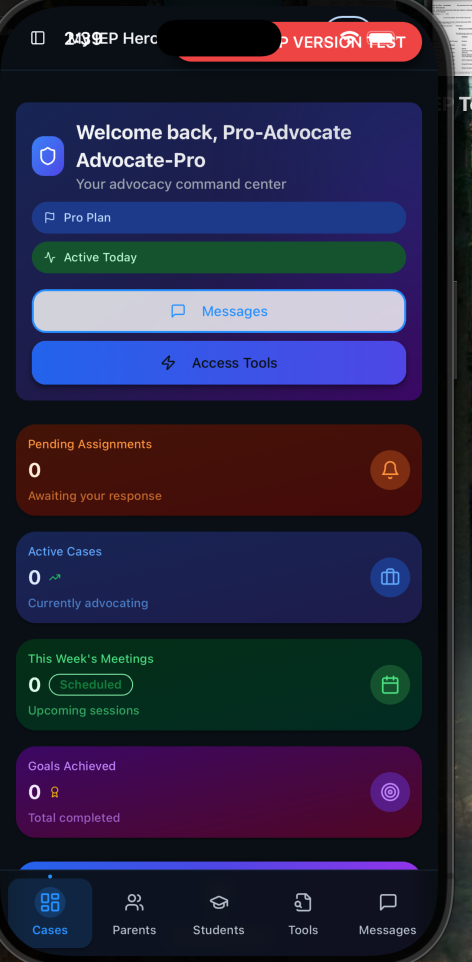 2:39
My IEP Hero
P VERSION TEST
Welcome back, Pro-Advocate
Advocate-Pro
Your advocacy command center
Pro Plan
Active Today
Messages
Access Tools
Pending Assignments
0
Awaiting your response
Active Cases
0
Currently advocating
This Week's Meetings
0 Scheduled
Upcoming sessions
Goals Achieved
0
Total completed
Cases Parents Students Tools Messages